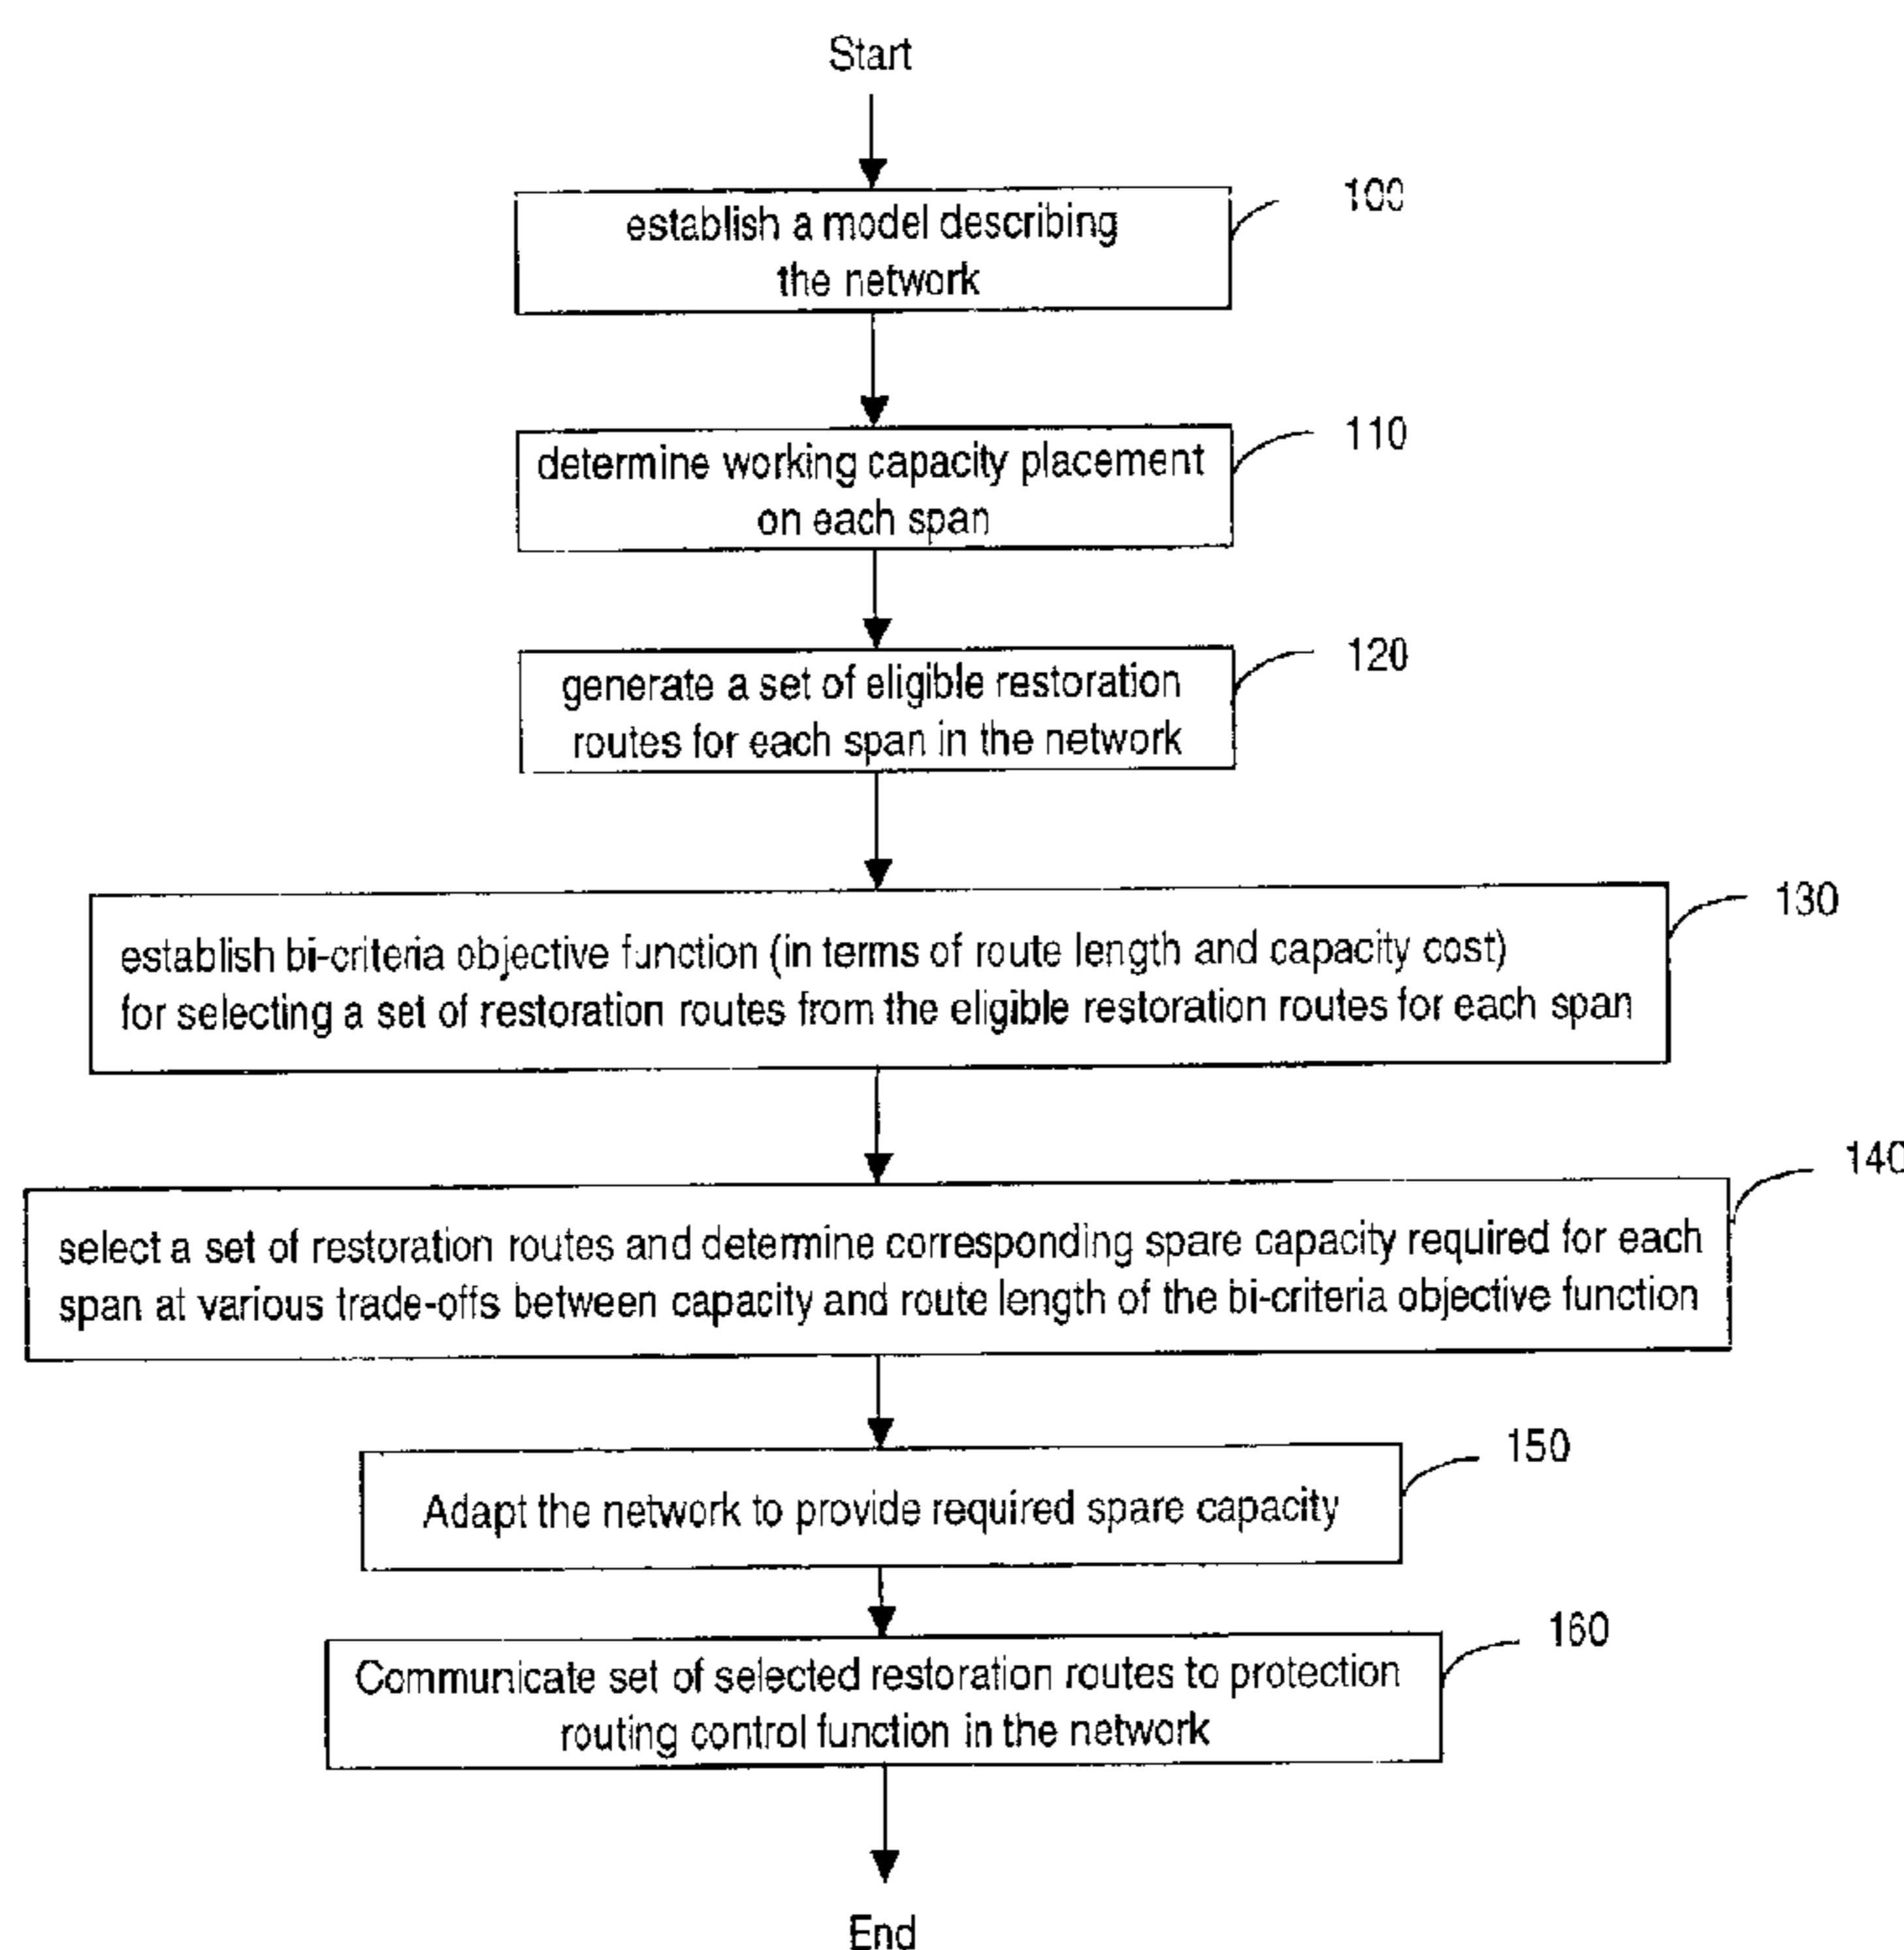 Start
100
establish a model describing
the network
110
determine working capacity placement
on each span
120
generate a set of eligible restoration
routes for each span in the network
130
establish bi-criteria objective function (in terms of route length and capacity cost)
for selecting a set of restoration routes from the eligible restoration routes for each span
140
select a set of restoration routes and determine corresponding spare capacity required for each
span at various trade-offs between capacity and route length of the bi-criteria objective function
150
Adapt the network to provide required spare capacity
160
Communicate set of selected restoration routes to protection
routing control function in the network
End